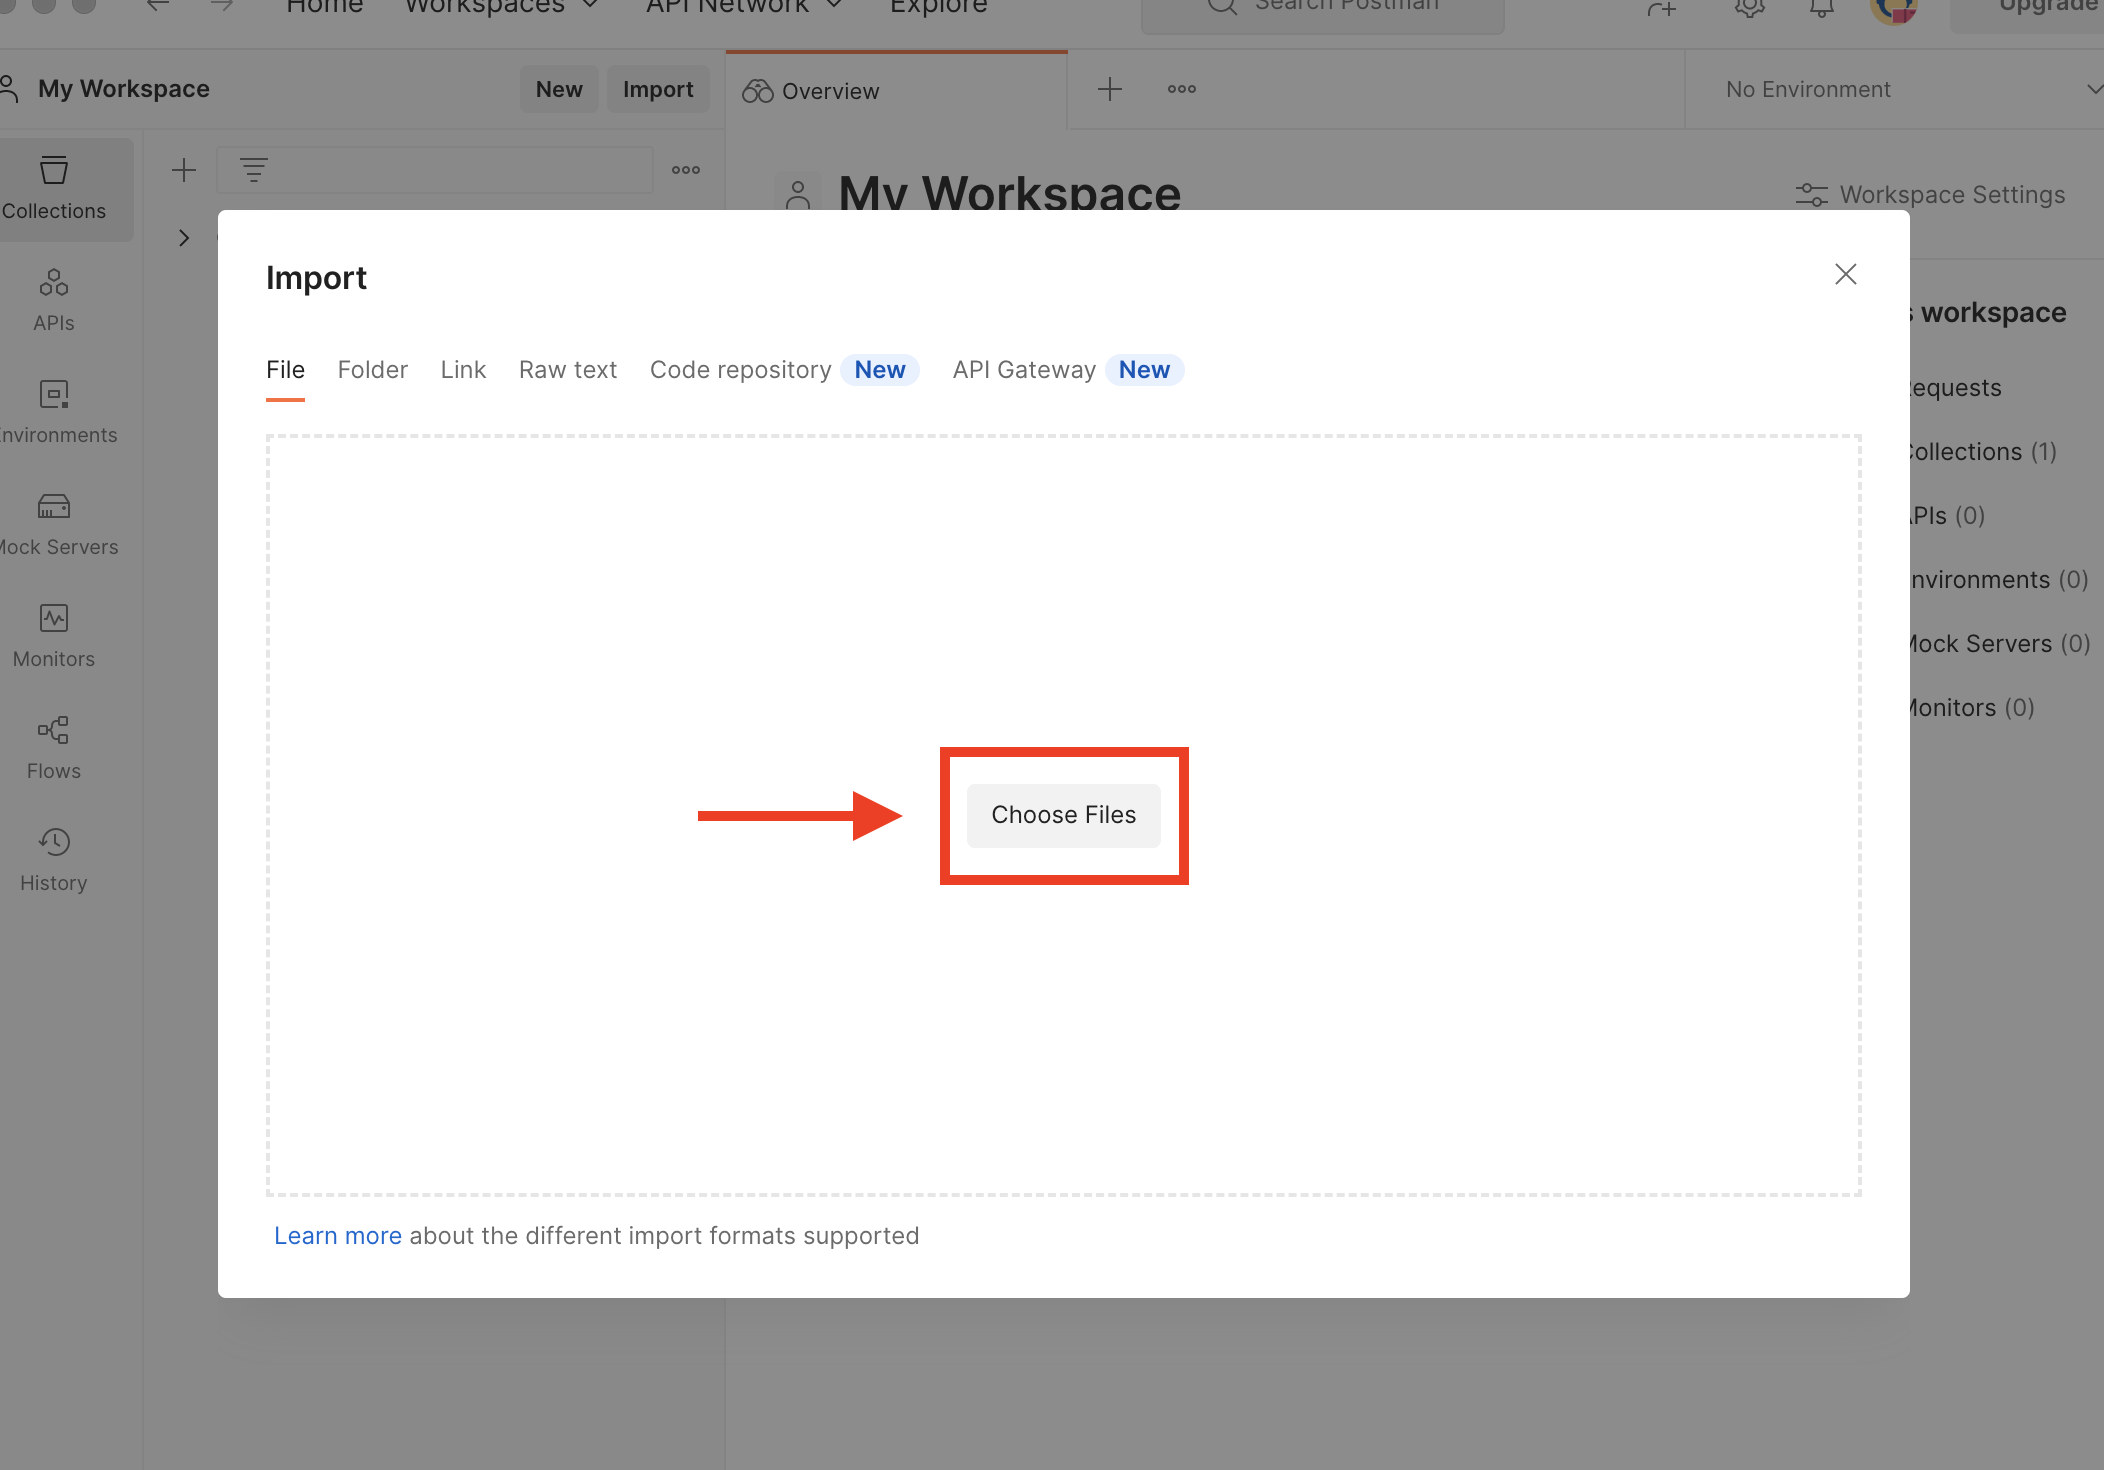 Home Workspaces API Network Explore Search Postman Upgrade
My Workspace New Import Overview No Environment
Collections
My Workspace
Workspace Settings
APIs
Environments
Mock Servers
Monitors
Flows
History
Import
File Folder Link Raw text Code repository New API Gateway New
Choose Files
Learn more about the different import formats supported
workspace
Requests
Collections (1)
APIs (0)
Environments (0)
Mock Servers (0)
Monitors (0)